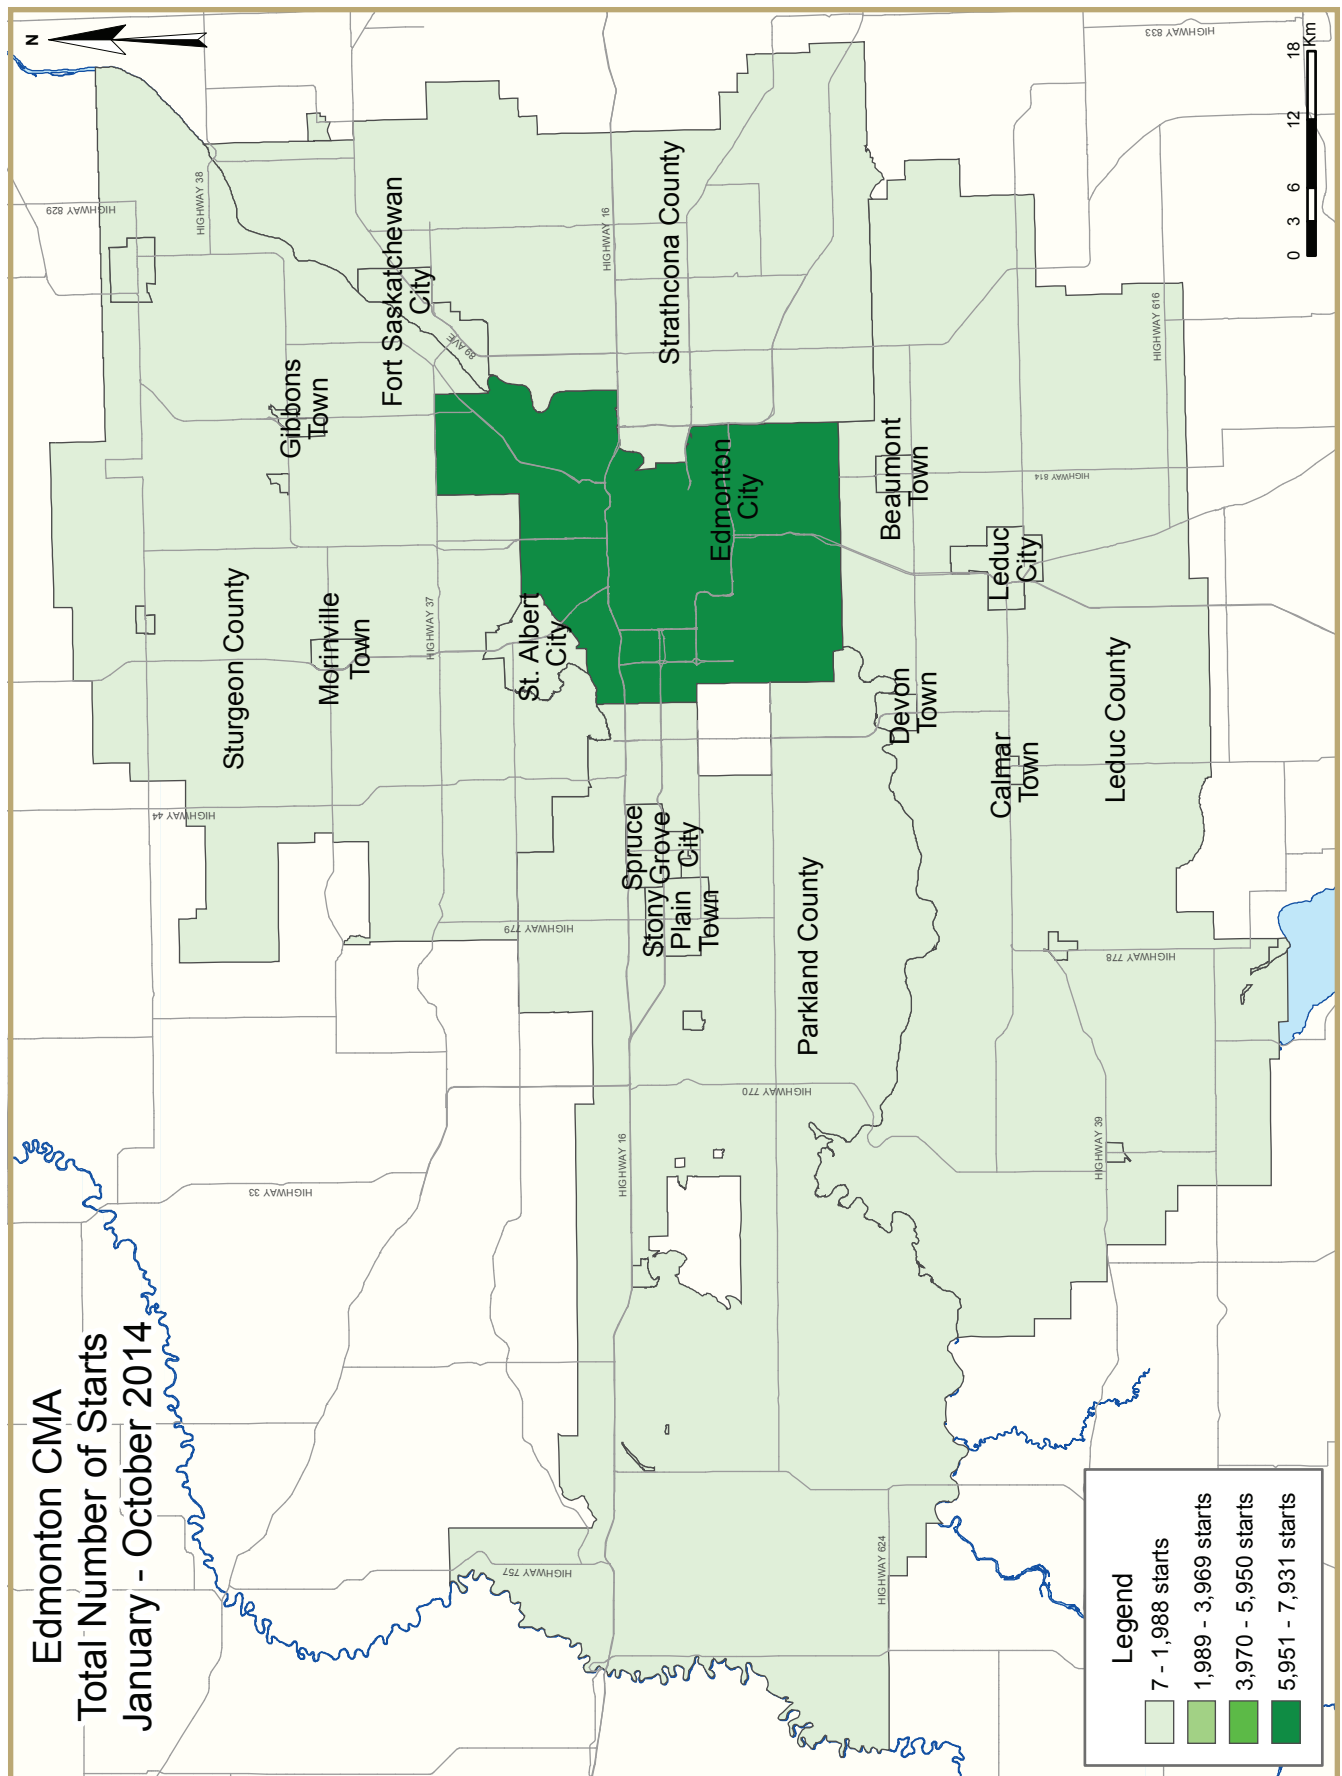 Edmonton CMA
Total Number of Starts
January - October 2014
N
HIGHWAY 829
HIGHWAY 38
HIGHWAY 44
HIGHWAY 33
Sturgeon County
Gibbons
Town
Morinville
Town
Fort Saskatchewan
City
89 AVE
HIGHWAY 37
St. Albert
City
HIGHWAY 779
HIGHWAY 757
HIGHWAY 16
HIGHWAY 16
Strathcona County
Spruce
Grove
City
Stony
Plain
Town
Edmonton
City
HIGHWAY 770
Parkland County
HIGHWAY 624
Beaumont
Town
Devon
Town
Leduc
City
Calmar
Town
HIGHWAY 814
Leduc County
HIGHWAY 778
HIGHWAY 39
HIGHWAY 616
HIGHWAY 833
Legend
7 - 1,988 starts
1,989 - 3,969 starts
3,970 - 5,950 starts
5,951 - 7,931 starts
0 3 6 12 18
Km